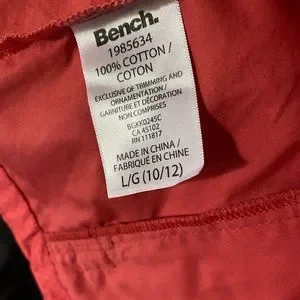 Bench.
1985634
100% COTTON /
COTON
EXCLUSIVE OF TRIMMING AND
ORNAMENTATION/
GARNITURE ET DÉCORATION
NON COMPRISES
BGKK0245C
CA 45102
RN 111817
MADE IN CHINA /
FABRIQUÉ EN CHINE
L/G (10/12)